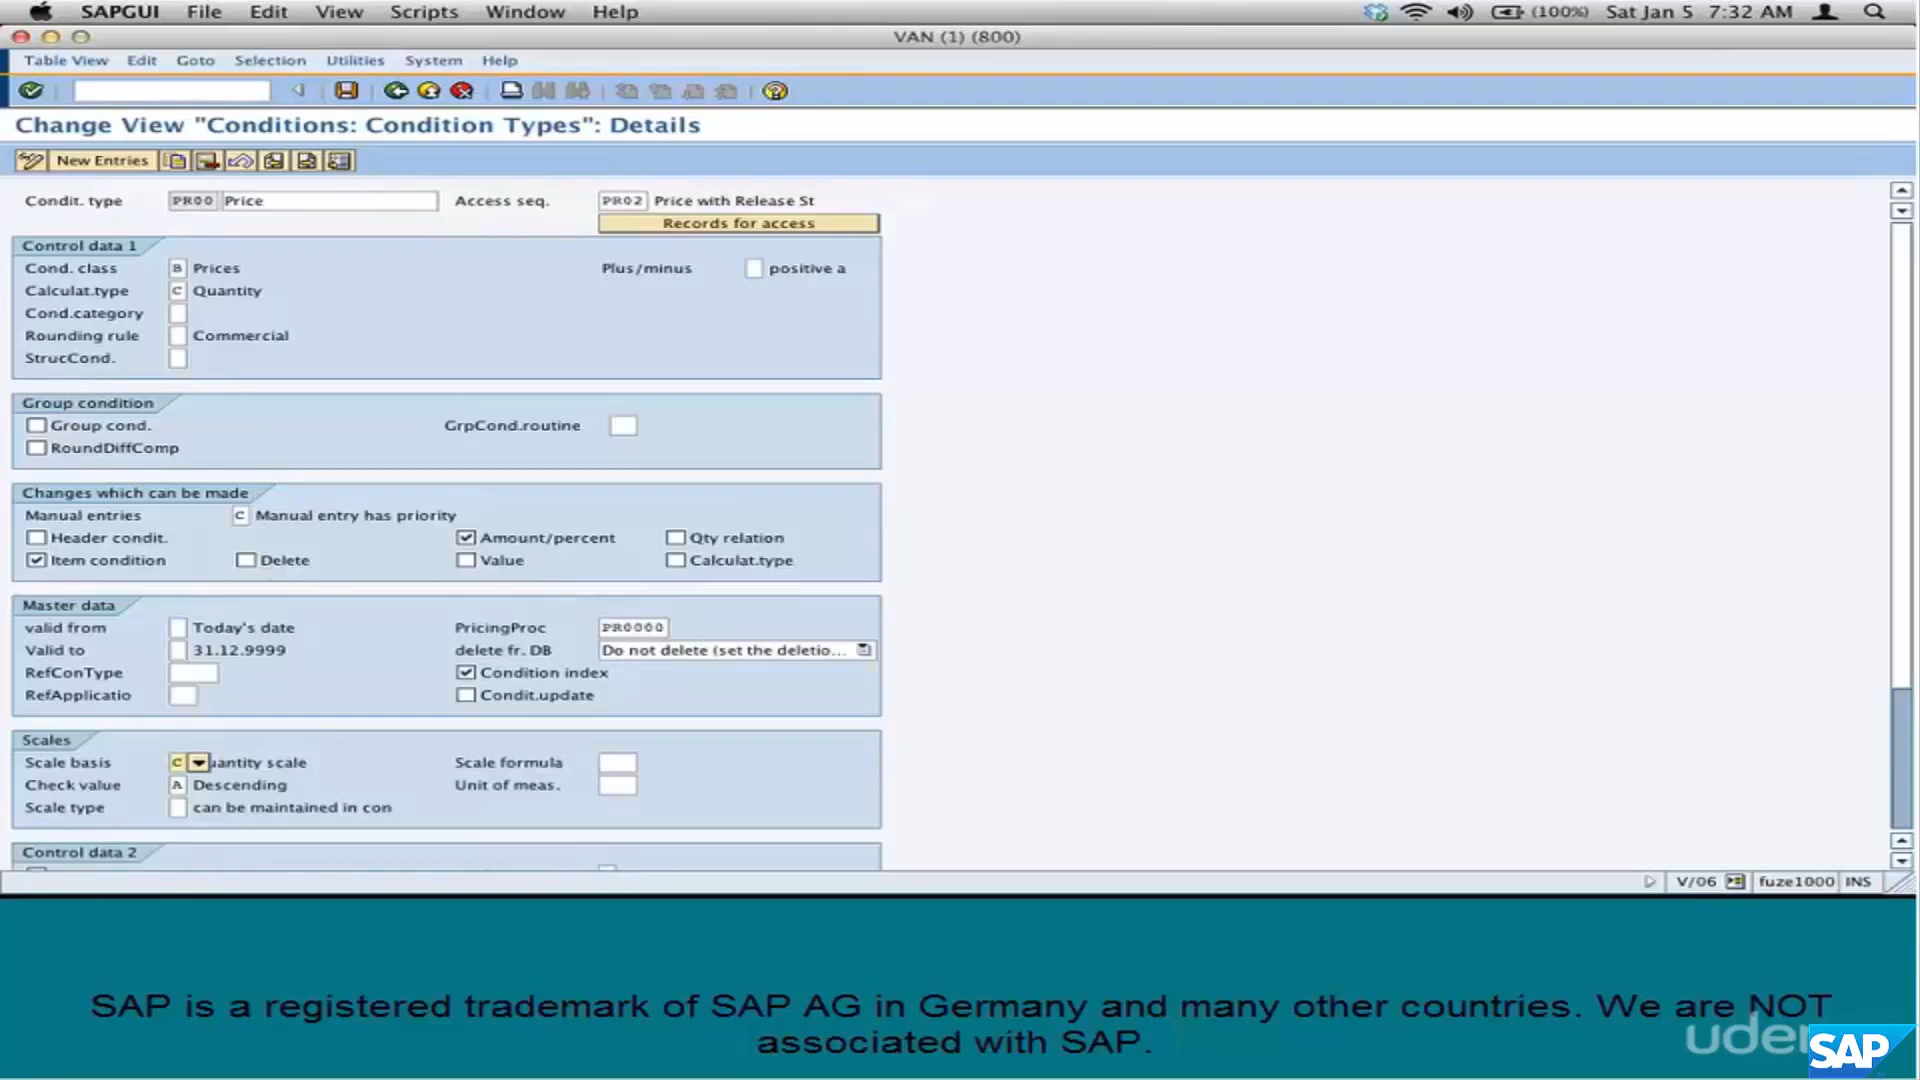 SAPGUI File Edit View Scripts Window Help (100%) Sat Jan 5 7:32 AM
VAN (1) (800)
Table View Edit Goto Selection Utilities System Help
Change View "Conditions: Condition Types": Details
New Entries
Condit. type PR00 Price Access seq. PR02 Price with Release St
Records for access
Control data 1
Cond. class B Prices Plus/minus positive a
Calculat.type C Quantity
Cond.category
Rounding rule Commercial
StrucCond.
Group condition
Group cond. GrpCond.routine
RoundDiffComp
Changes which can be made
Manual entries C Manual entry has priority
Header condit. Amount/percent Qty relation
Item condition Delete Value Calculat.type
Master data
valid from Today's date PricingProc PR0000
Valid to 31.12.9999 delete fr. DB Do not delete (set the deletio...
RefConType Condition index
RefApplicatio Condit.update
Scales
Scale basis C uantity scale Scale formula
Check value A Descending Unit of meas.
Scale type can be maintained in con
Control data 2
V/06 fuze1000 INS
SAP is a registered trademark of SAP AG in Germany and many other countries. We are NOT
associated with SAP.
SAP